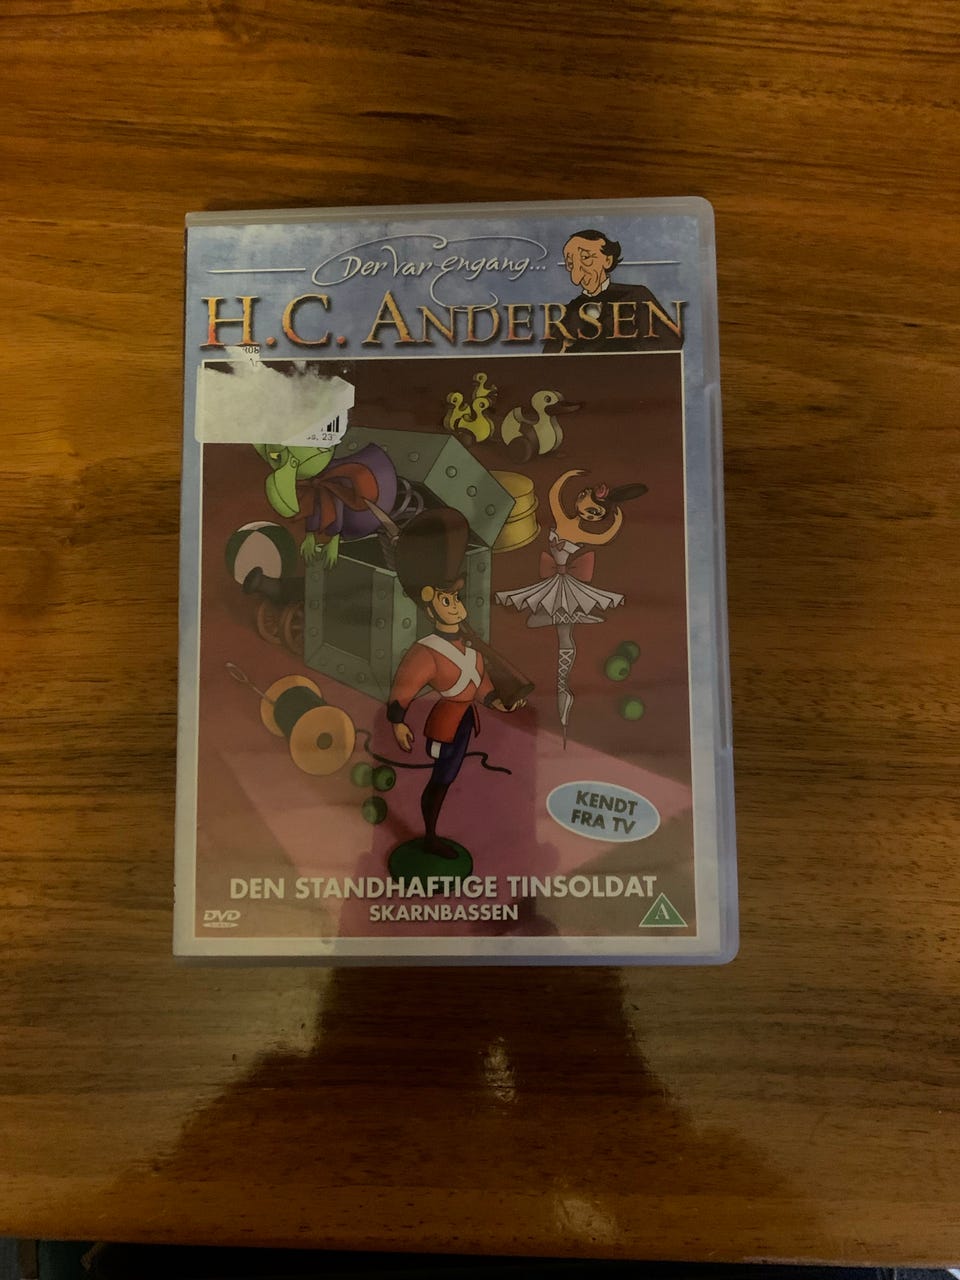 Der var engang...
H.C. ANDERSEN
KENDT
FRA TV
DEN STANDHAFTIGE TINSOLDAT
SKARNBASSEN
DVD
A